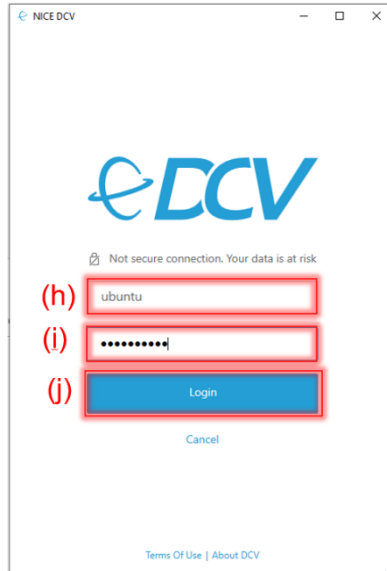 NICE DCV
DCV
Not secure connection. Your data is at risk
(h) ubuntu
(i) ••••••••••
(j) Login
Cancel
Terms Of Use | About DCV